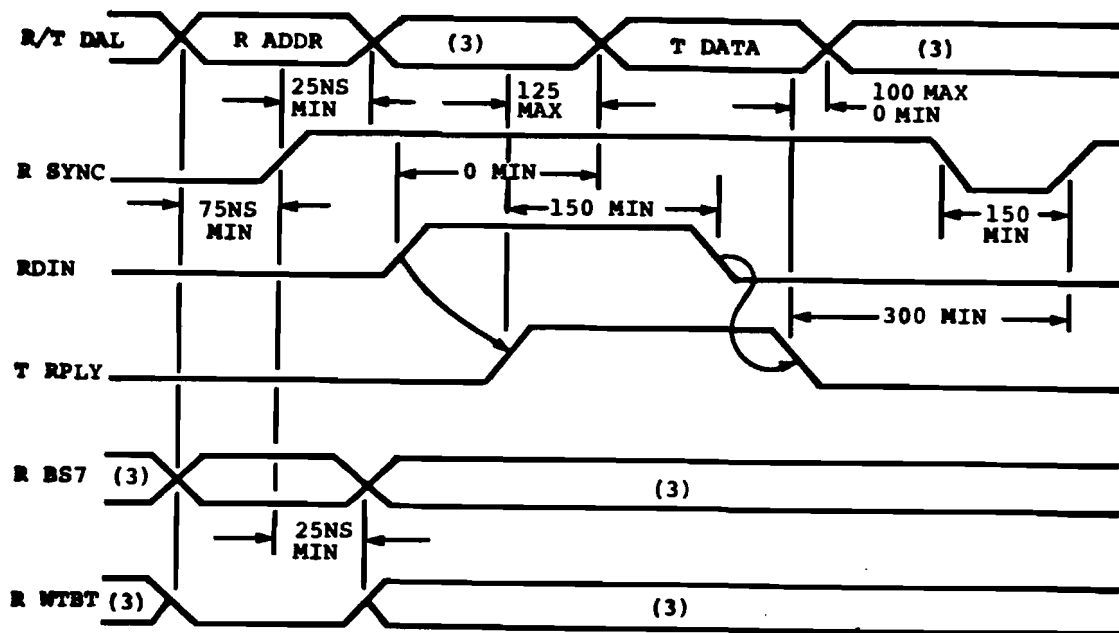 R/T DAL
R ADDR
(3)
T DATA
(3)
25NS
MIN
125
MAX
100 MAX
0 MIN
R SYNC
0 MIN
75NS
MIN
150 MIN
150
MIN
RDIN
300 MIN
T RPLY
R BS7
(3)
(3)
25NS
MIN
R WTBT
(3)
(3)